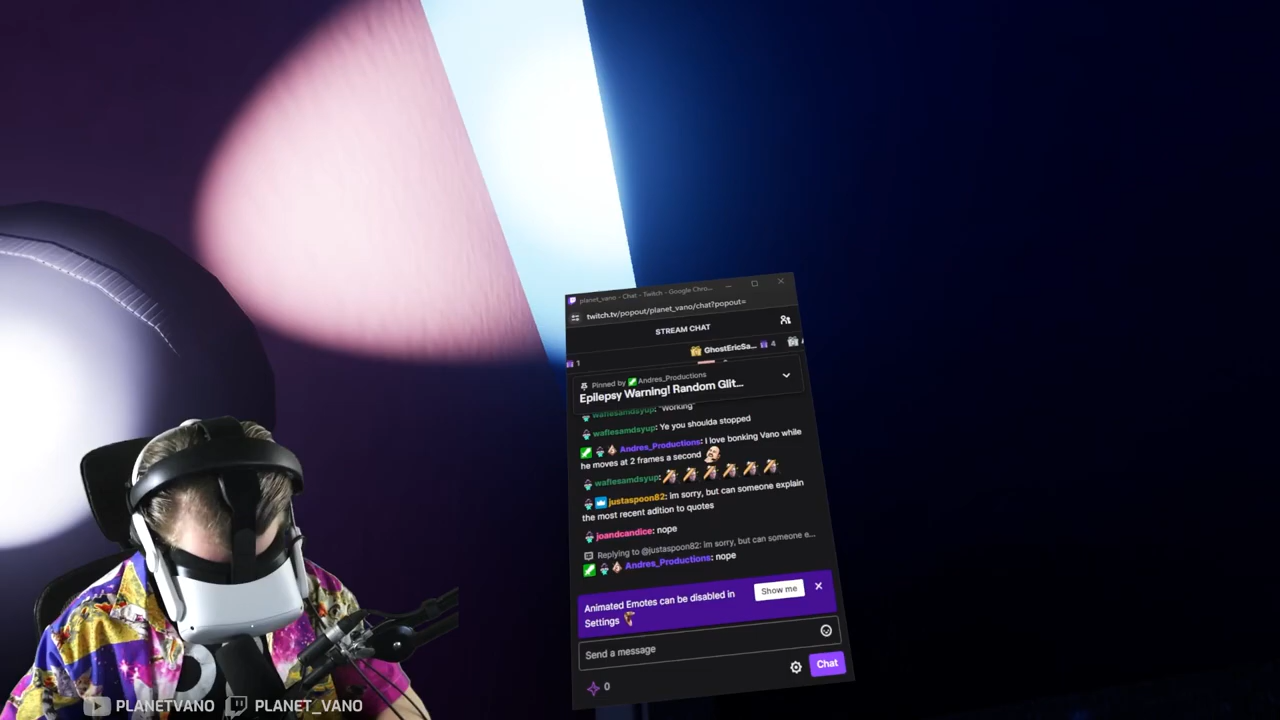 planet_vano - Chat - Twitch - Google Chro...
twitch.tv/popout/planet_vano/chat?popout=
STREAM CHAT
1
GhostEricSa... 4
Pinned by Andres_Productions
Epilepsy Warning! Random Glit...
waflesamdsyup: "Working"
waflesamdsyup: Ye you shoulda stopped
Andres_Productions: I love bonking Vano while
he moves at 2 frames a second
waflesamdsyup:
justaspoon82: im sorry, but can someone explain
the most recent adition to quotes
joandcandice: nope
Replying to @justaspoon82: im sorry, but can someone e...
Andres_Productions: nope
Animated Emotes can be disabled in
Settings
Show me
Send a message
0
Chat
PLANETVANO PLANET_VANO